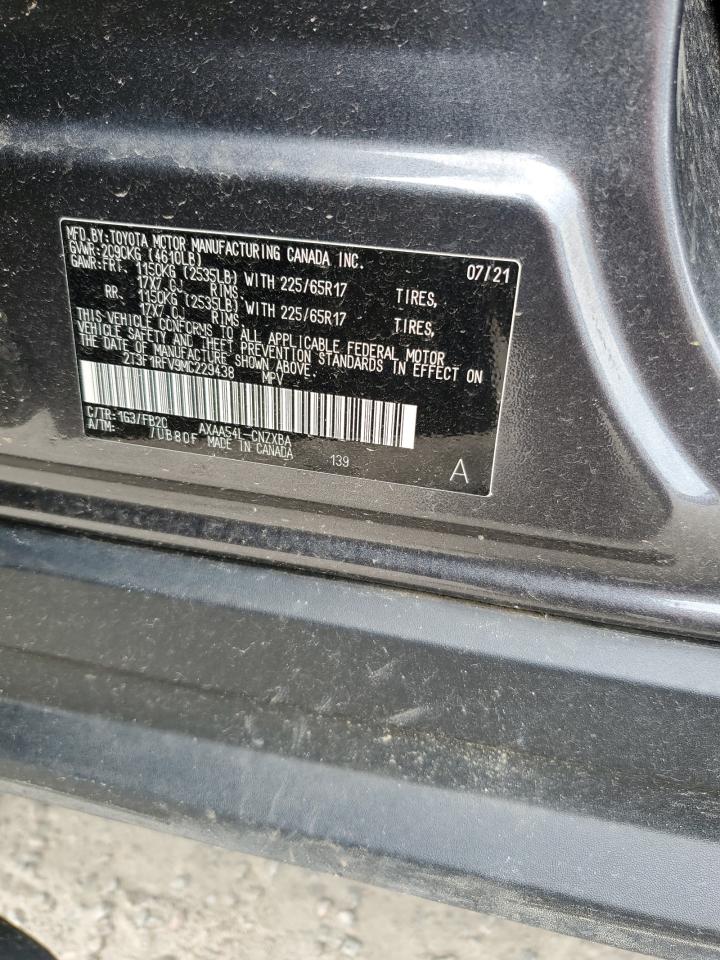 MFD.BY:TOYOTA MOTOR MANUFACTURING CANADA INC. 07/21
GVWR:2090KG (4610LB)
GAWR:FRT. 1150KG (2535LB) WITH 225/65R17 TIRES,
17X7.0J RIMS
RR. 1150KG (2535LB) WITH 225/65R17 TIRES,
17X7.0J RIMS
THIS VEHICLE CONFORMS TO ALL APPLICABLE FEDERAL MOTOR
VEHICLE SAFETY AND THEFT PREVENTION STANDARDS IN EFFECT ON
THE DATE OF MANUFACTURE SHOWN ABOVE.
2T3F1RFV9MC229438 MPV
C/TR:1G3/FB20 AXAA54L-CNZXBA
A/TM: /UB80F MADE IN CANADA 139 A